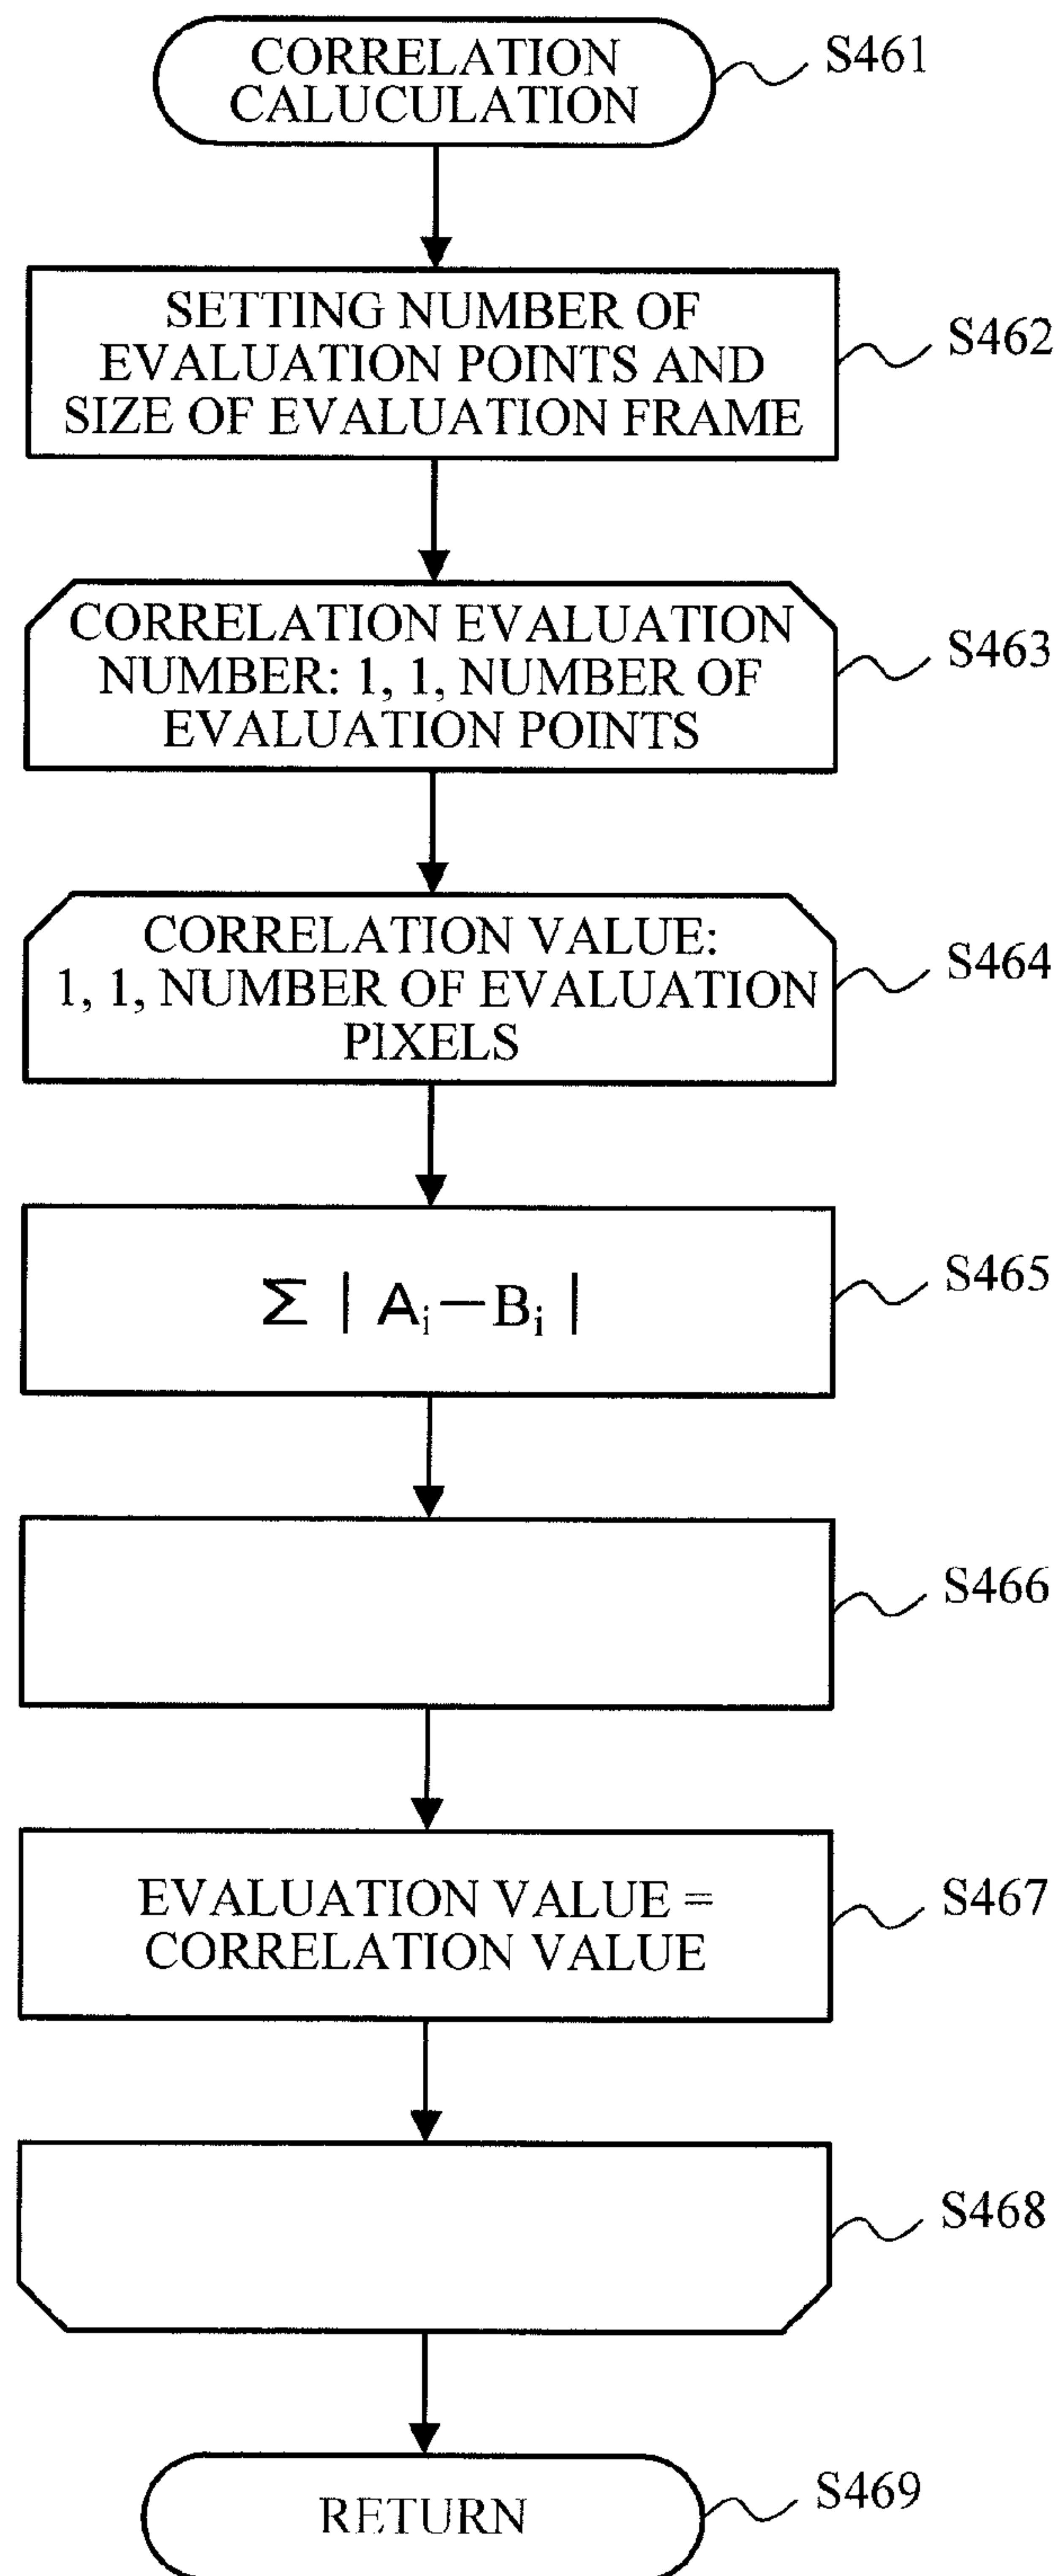 CORRELATION
CALUCULATION
S461
SETTING NUMBER OF
EVALUATION POINTS AND
SIZE OF EVALUATION FRAME
S462
CORRELATION EVALUATION
NUMBER: 1, 1, NUMBER OF
EVALUATION POINTS
S463
CORRELATION VALUE:
1, 1, NUMBER OF EVALUATION
PIXELS
S464
Σ | Aᵢ−Bᵢ |
S465
S466
EVALUATION VALUE =
CORRELATION VALUE
S467
S468
RETURN
S469